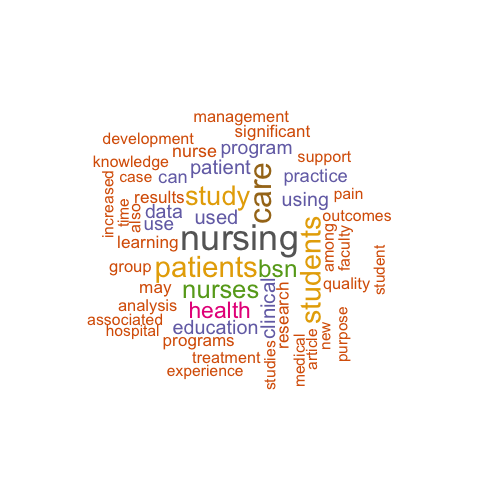 management
significant
development
nurse
program
knowledge
patient
support
case
can
care
practice
increased
time
also
results
study
using
pain
data
used
outcomes
use
learning
nursing
students
among
faculty
student
group
patients
bsn
may
nurses
clinical
research
quality
analysis
health
associated
hospital
education
programs
new
purpose
treatment
article
medical
studies
experience